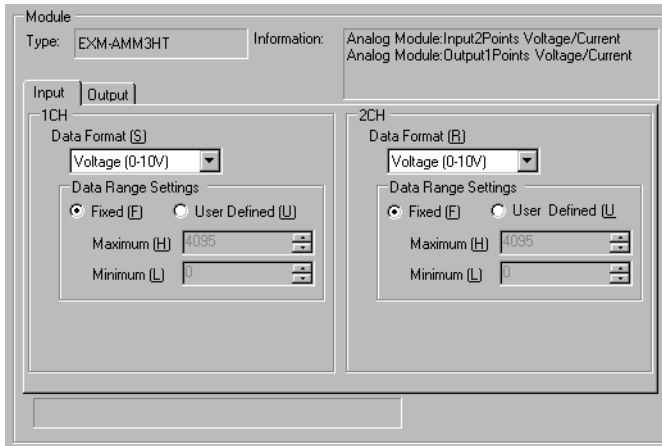 Module
Type: EXM-AMM3HT Information: Analog Module:Input2Points Voltage/Current
Analog Module:Output1Points Voltage/Current
Input Output
1CH 2CH
Data Format (S) Data Format (R)
Voltage (0-10V) Voltage (0-10V)
Data Range Settings Data Range Settings
Fixed (F) User Defined (U) Fixed (F) User Defined (U
Maximum (H) 4095 Maximum (H) 4095
Minimum (L) 0 Minimum (L) 0